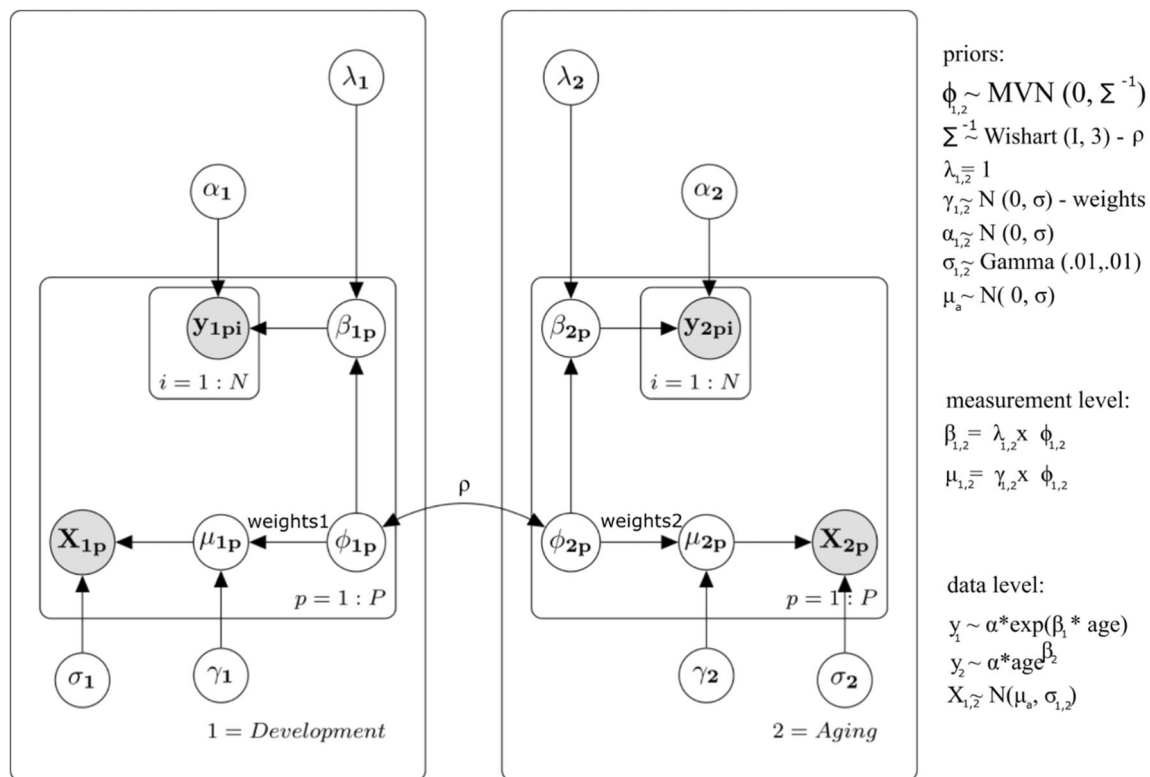 λ₁
λ₂
α₁
α₂
y₁ₚᵢ
β₁ₚ
i = 1 : N
β₂ₚ
y₂ₚᵢ
i = 1 : N
ρ
X₁ₚ
μ₁ₚ
weights1
ϕ₁ₚ
ϕ₂ₚ
weights2
μ₂ₚ
X₂ₚ
p = 1 : P
p = 1 : P
σ₁
γ₁
γ₂
σ₂
1 = Development
2 = Aging
priors:
ϕ₁,₂ ~ MVN (0, Σ⁻¹)
Σ⁻¹ ~ Wishart (I, 3) - ρ
λ₁,₂ = 1
γ₁,₂ ~ N (0, σ) - weights
α₁,₂ ~ N (0, σ)
σ₁,₂ ~ Gamma (.01,.01)
μₐ ~ N( 0, σ)
measurement level:
β₁,₂ = λ₁,₂ x ϕ₁,₂
μ₁,₂ = γ₁,₂ x ϕ₁,₂
data level:
y₁ ~ α*exp(β₁* age)
y₂ ~ α*age^β₂
X₁,₂ ~ N(μₐ, σ₁,₂)